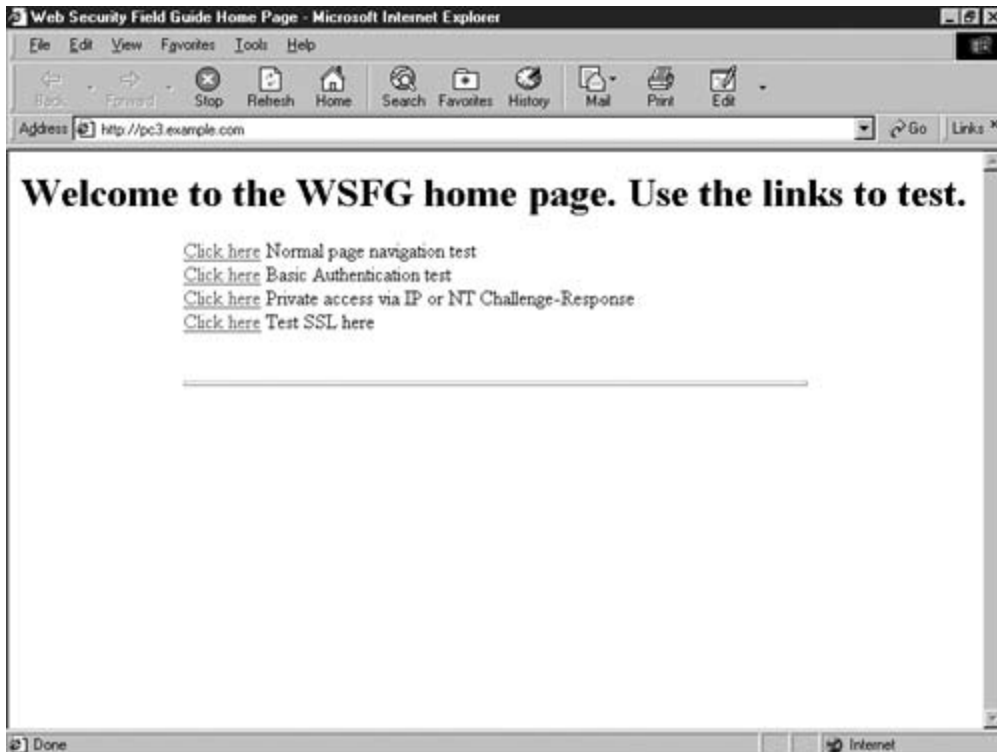 Web Security Field Guide Home Page - Microsoft Internet Explorer
File Edit View Favorites Tools Help
Back Forward Stop Refresh Home Search Favorites History Mail Print Edit
Address http://pc3.example.com Go Links »
Welcome to the WSFG home page. Use the links to test.
Click here Normal page navigation test
Click here Basic Authentication test
Click here Private access via IP or NT Challenge-Response
Click here Test SSL here
Done Internet